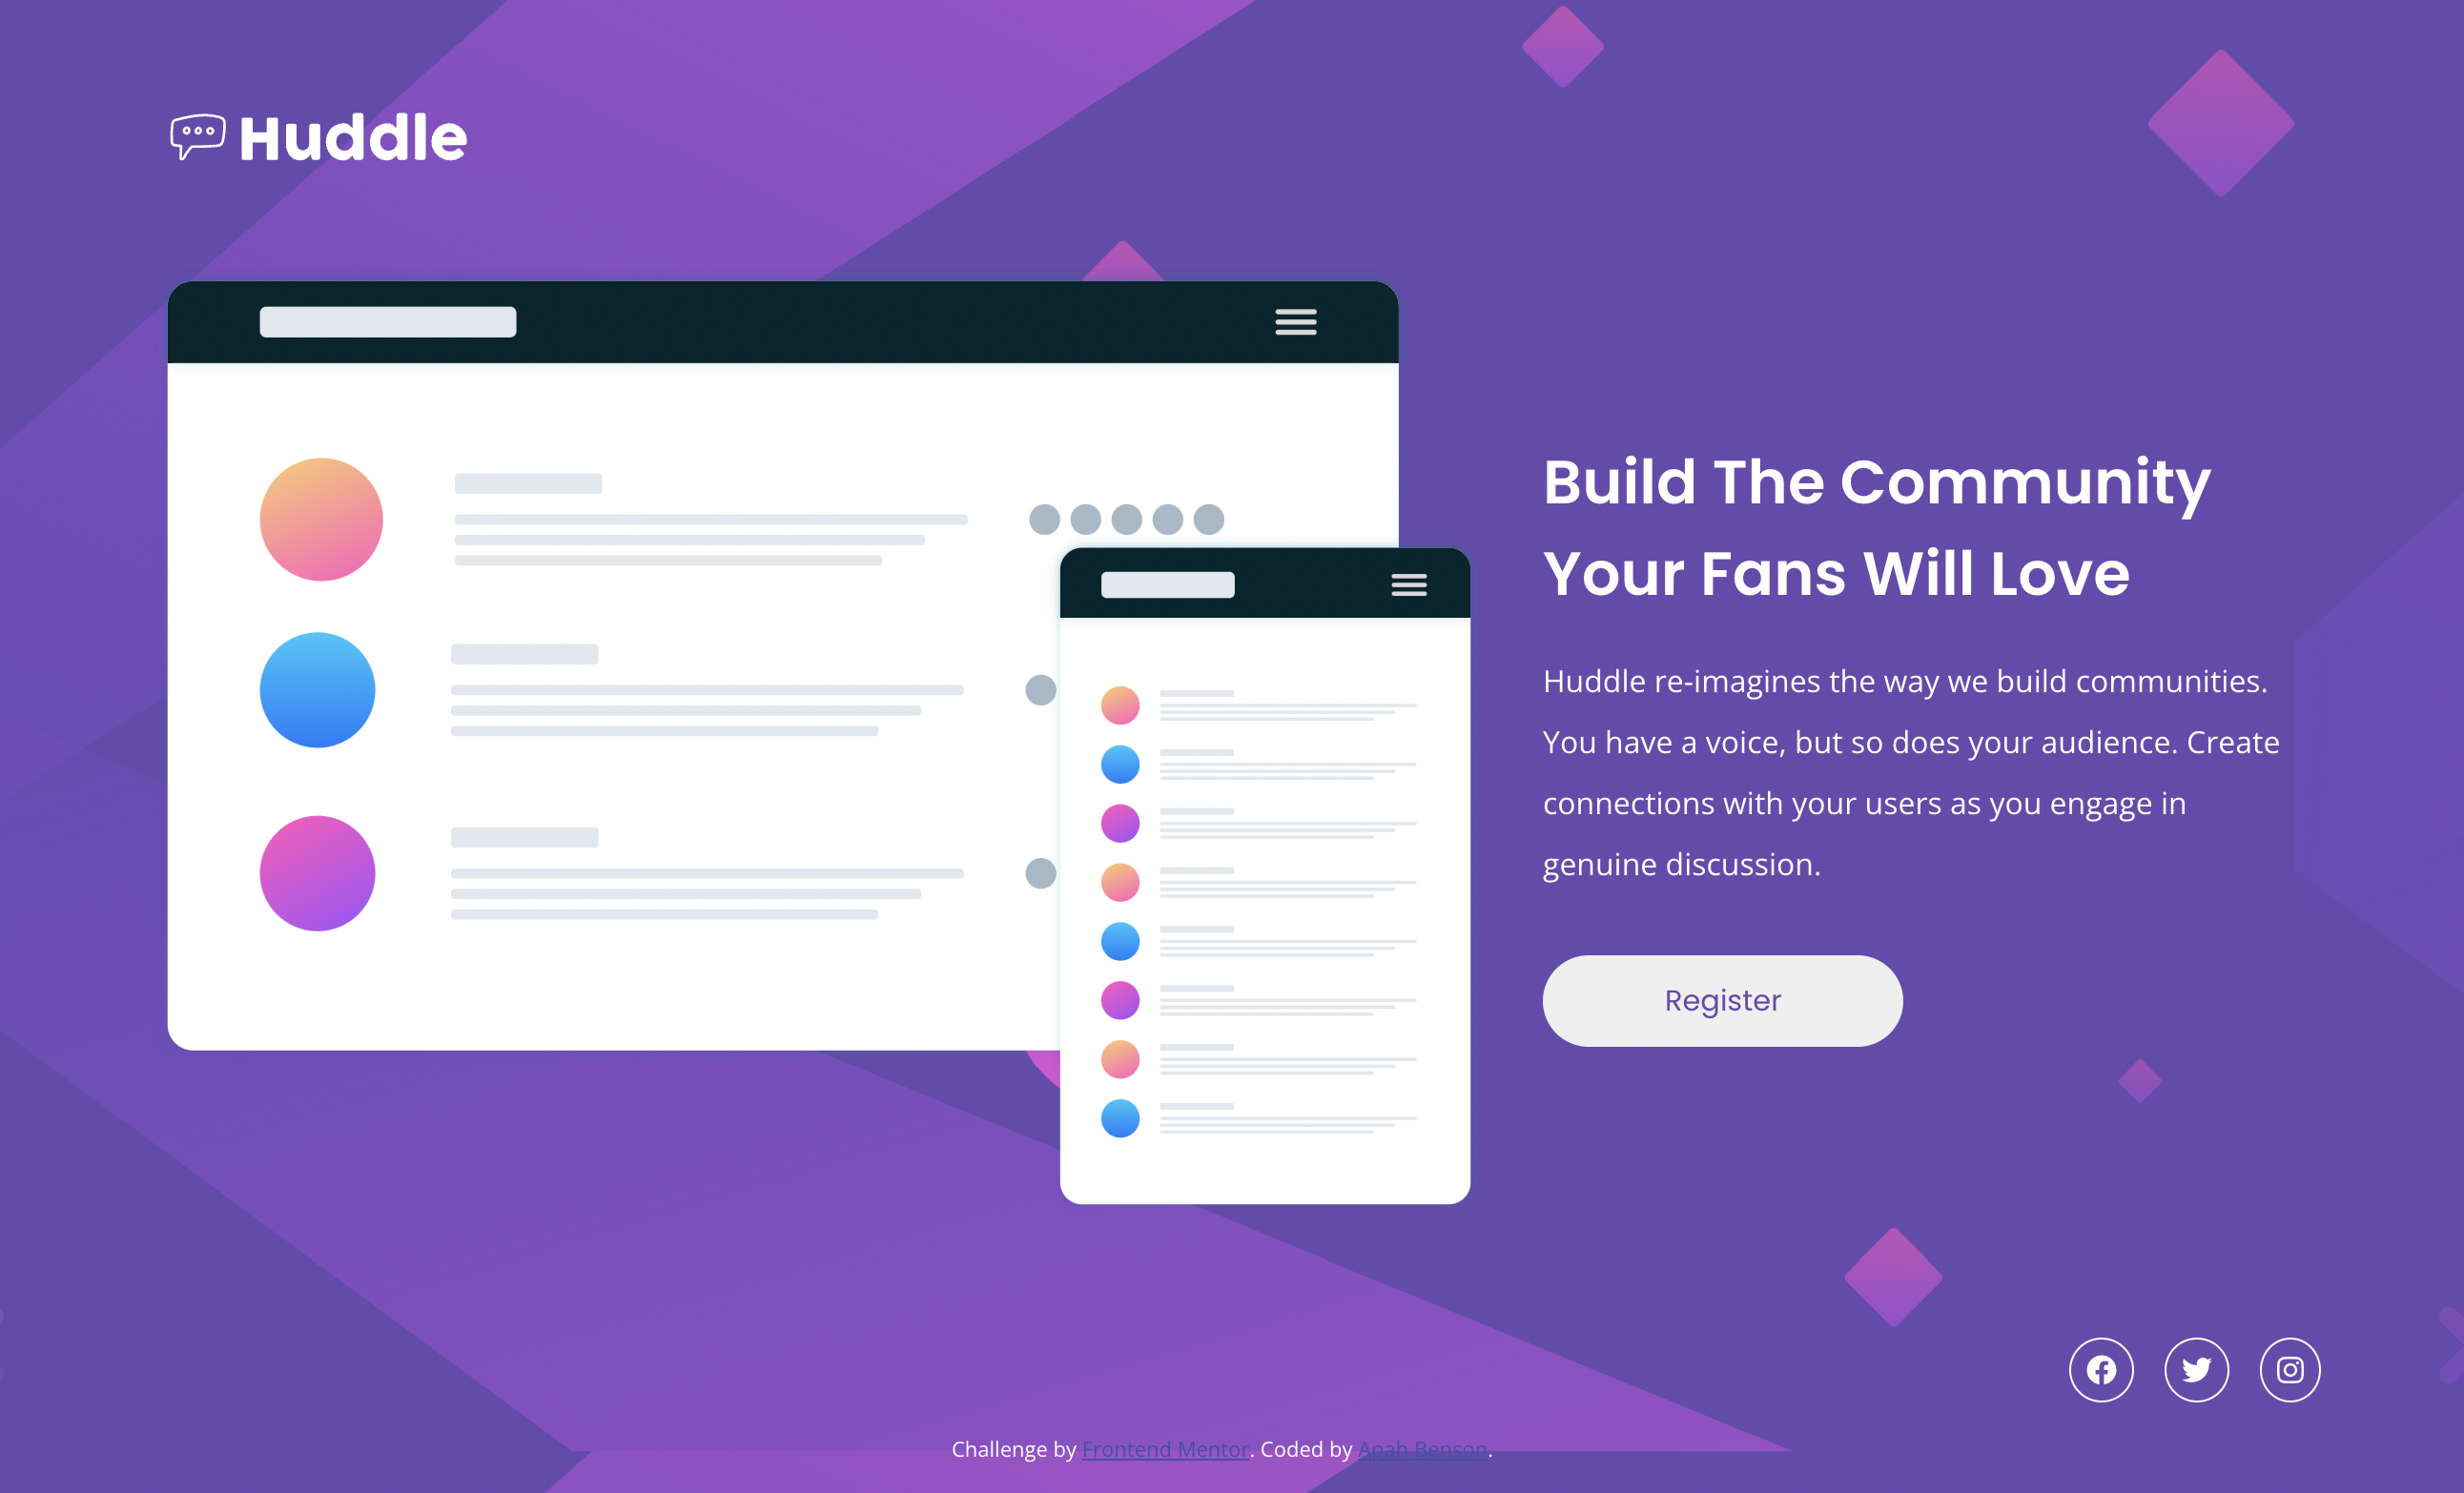 Huddle
Build The Community
Your Fans Will Love
Huddle re-imagines the way we build communities.
You have a voice, but so does your audience. Create
connections with your users as you engage in
genuine discussion.
Register
Challenge by Frontend Mentor. Coded by Apah Benson.